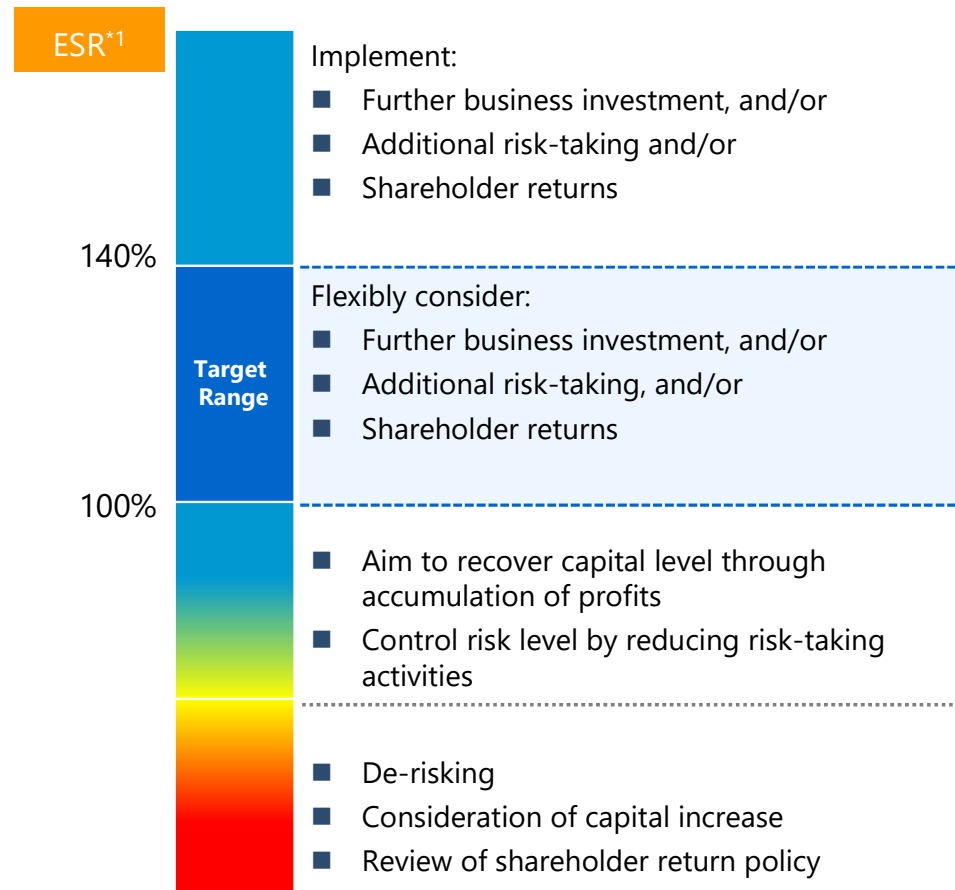 ESR*1
Implement:
■ Further business investment, and/or
■ Additional risk-taking and/or
■ Shareholder returns
140%
Flexibly consider:
■ Further business investment, and/or
■ Additional risk-taking, and/or
■ Shareholder returns
Target
Range
100%
■ Aim to recover capital level through
accumulation of profits
■ Control risk level by reducing risk-taking
activities
■ De-risking
■ Consideration of capital increase
■ Review of shareholder return policy